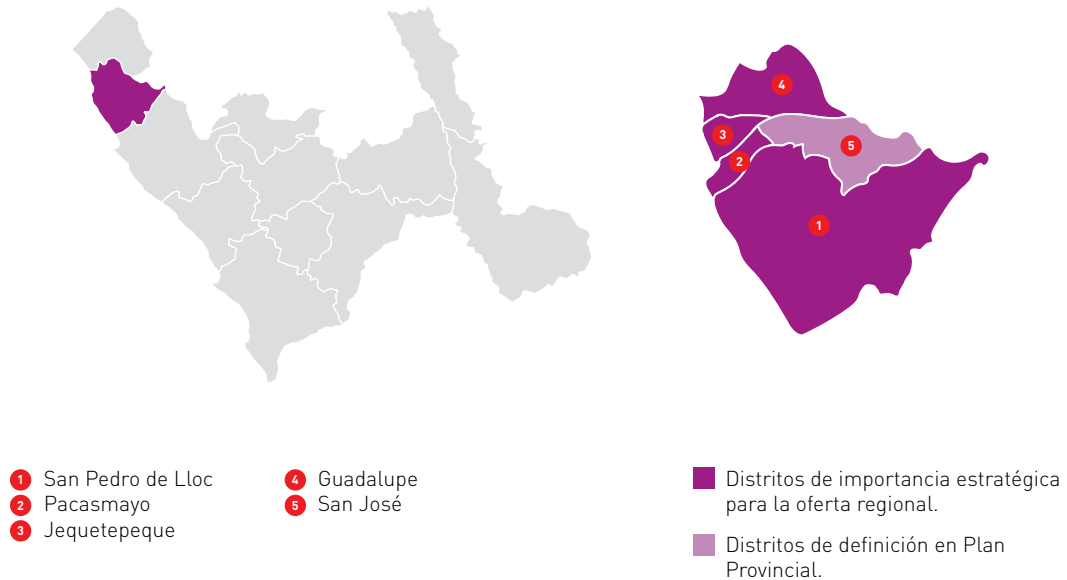 4
3
5
2
1
1 San Pedro de Lloc
2 Pacasmayo
3 Jequetepeque
4 Guadalupe
5 San José
Distritos de importancia estratégica
para la oferta regional.
Distritos de definición en Plan
Provincial.